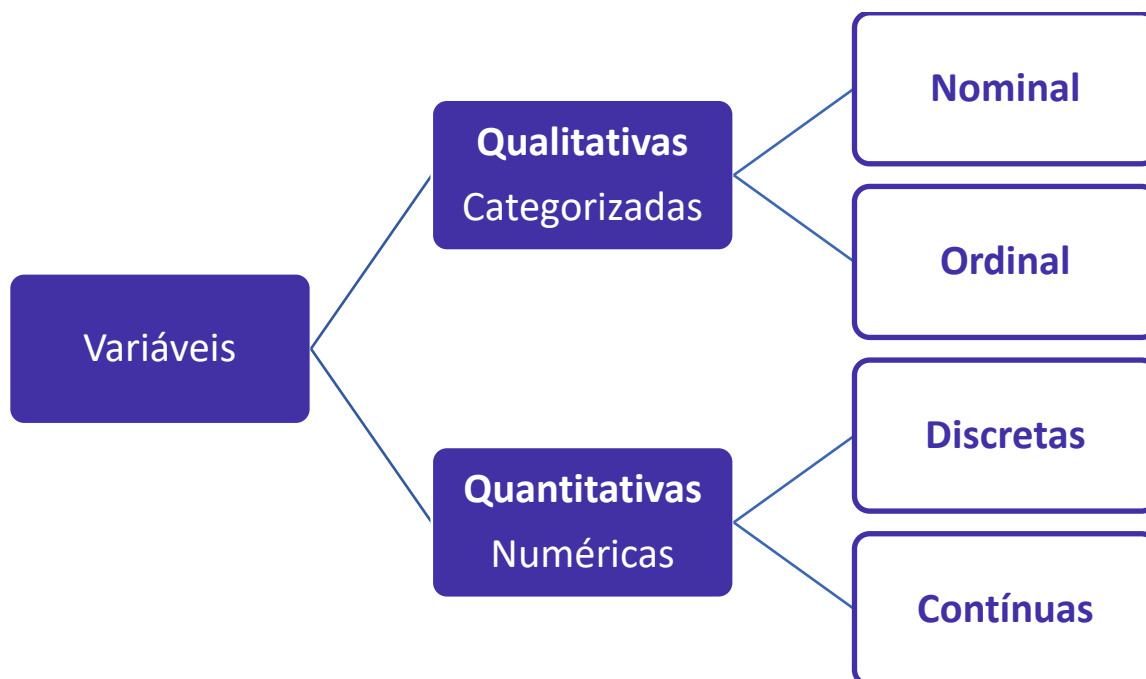 Variáveis
Qualitativas
Categorizadas
Nominal
Ordinal
Quantitativas
Numéricas
Discretas
Contínuas